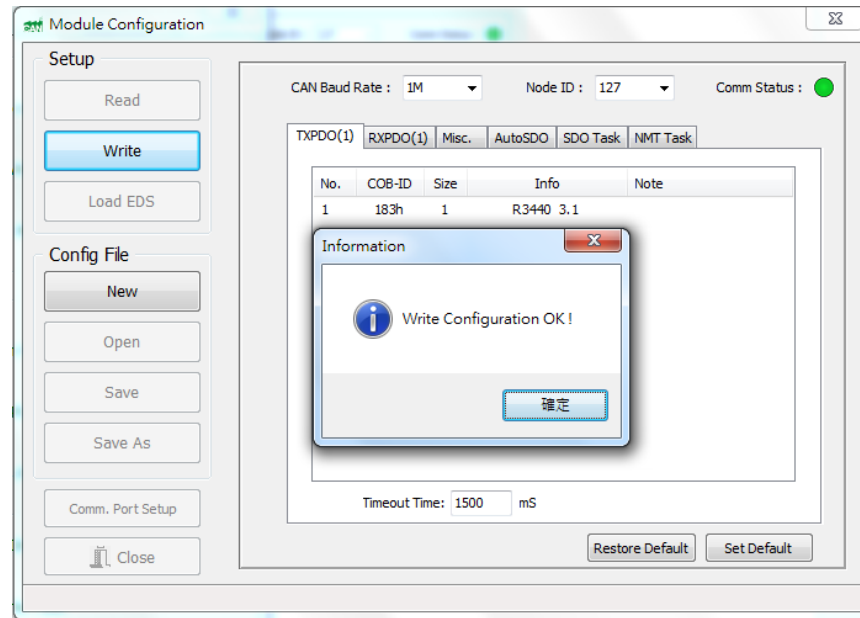 Module Configuration
Setup
Read
Write
Load EDS
Config File
New
Open
Save
Save As
Comm. Port Setup
Close
CAN Baud Rate : 1M Node ID : 127 Comm Status :
TXPDO(1) RXPDO(1) Misc. AutoSDO SDO Task NMT Task
No. COB-ID Size Info Note
1 183h 1 R3440 3.1
Information
Write Configuration OK !
確定
Timeout Time: 1500 mS
Restore Default Set Default